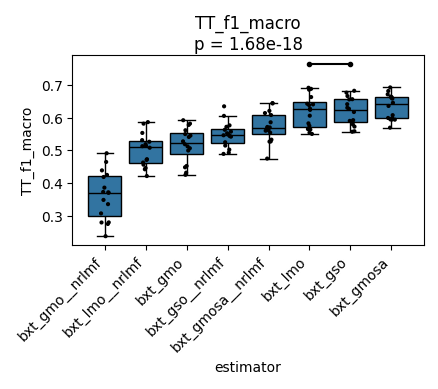 TT_f1_macro
p = 1.68e-18
TT_f1_macro
0.7
0.6
0.5
0.4
0.3
bxt_gmo__nrlmf
bxt_lmo__nrlmf
bxt_gmo
bxt_gso__nrlmf
bxt_gmosa__nrlmf
bxt_lmo
bxt_gso
bxt_gmosa
estimator